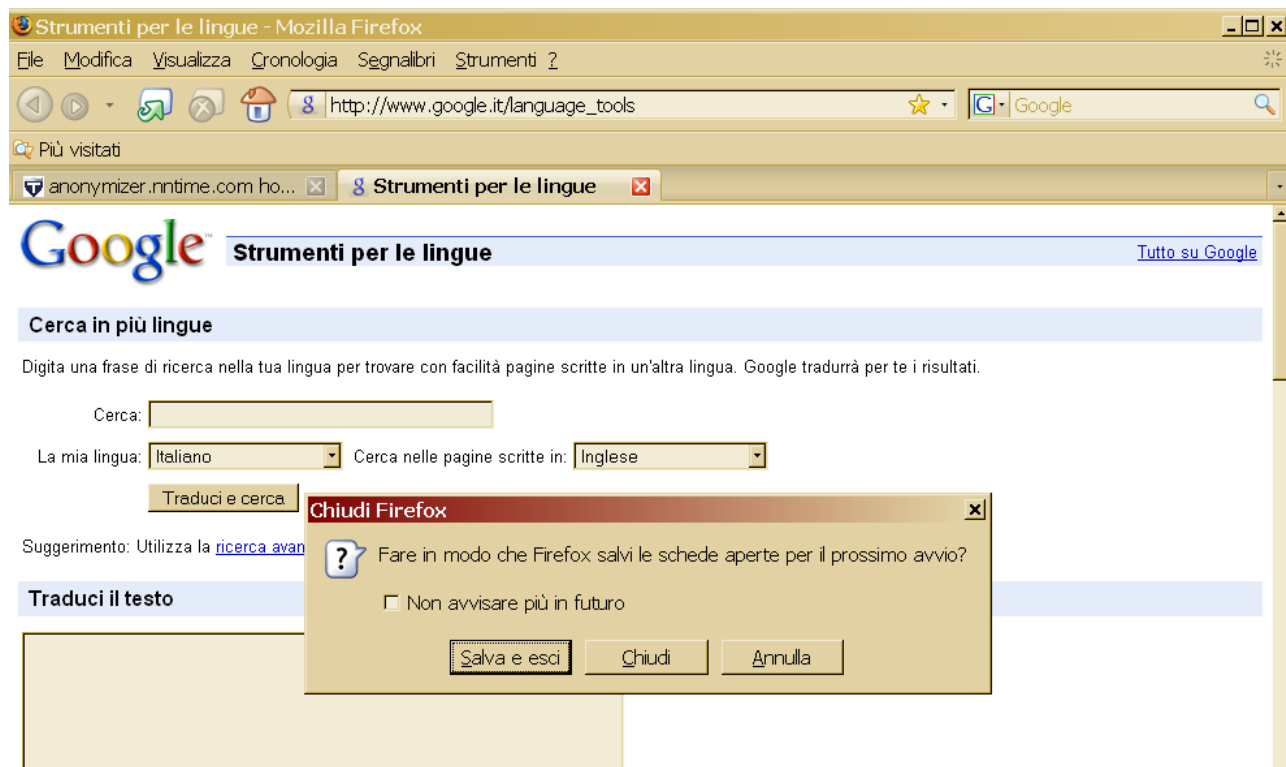 Strumenti per le lingue - Mozilla Firefox
File Modifica Visualizza Cronologia Segnalibri Strumenti ?
http://www.google.it/language_tools G Google
Più visitati
anonymizer.nntime.com ho... Strumenti per le lingue
Google™ Strumenti per le lingue Tutto su Google
Cerca in più lingue
Digita una frase di ricerca nella tua lingua per trovare con facilità pagine scritte in un'altra lingua. Google tradurrà per te i risultati.
Cerca:
La mia lingua: Italiano Cerca nelle pagine scritte in: Inglese
Traduci e cerca
Suggerimento: Utilizza la ricerca avan
Traduci il testo
Chiudi Firefox
Fare in modo che Firefox salvi le schede aperte per il prossimo avvio?
Non avvisare più in futuro
Salva e esci Chiudi Annulla